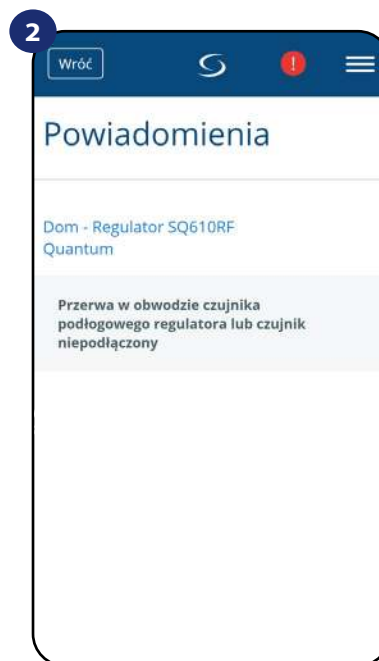 2
Wróć
Powiadomienia
Dom - Regulator SQ610RF
Quantum
Przerwa w obwodzie czujnika
podłogowego regulatora lub czujnik
niepodłączony